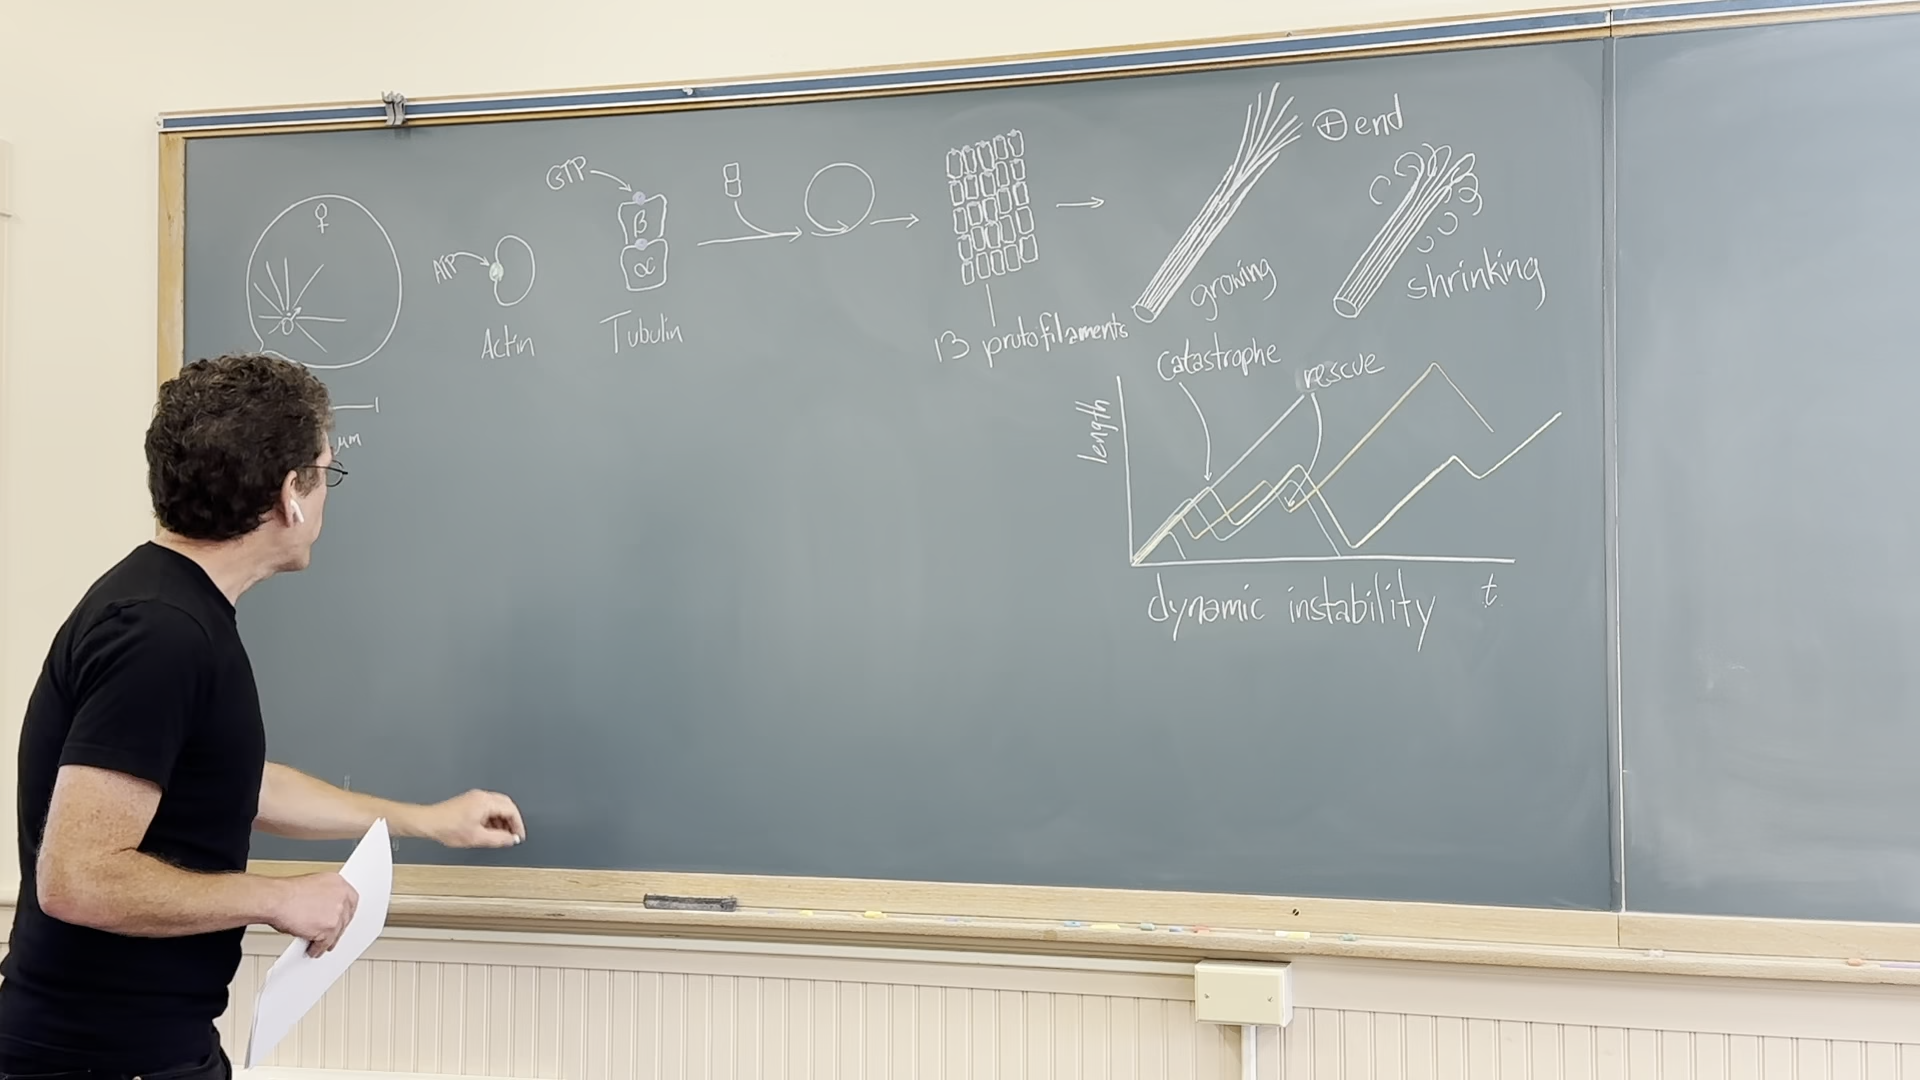 ♀
ATP
Actin
GTP
β
α
Tubulin
13 protofilaments
⊕ end
growing
shrinking
μm
Catastrophe
rescue
length
t
dynamic instability